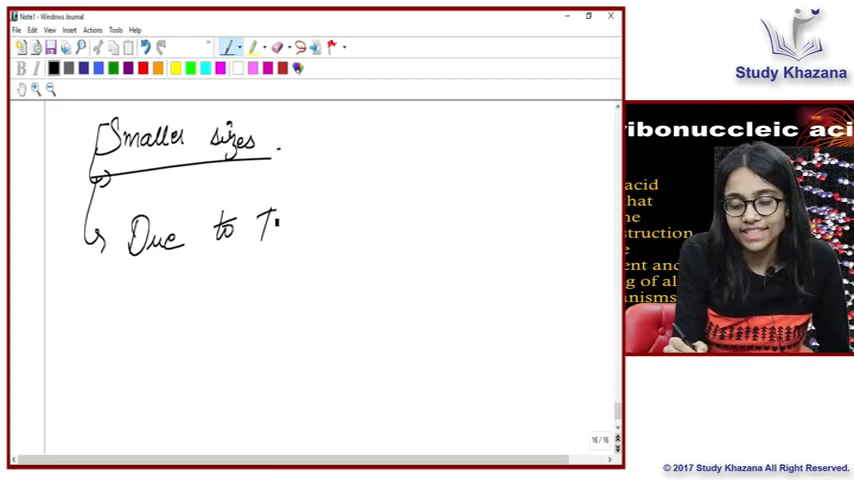 Note1 - Windows Journal
File Edit View Insert Actions Tools Help
B I
Smaller sizes.
Due to T
16/16
Study Khazana
ribonuccleic aci
acid
hat
ne
struction
e
ent and
g of al
anisms
© 2017 Study Khazana All Right Reserved.